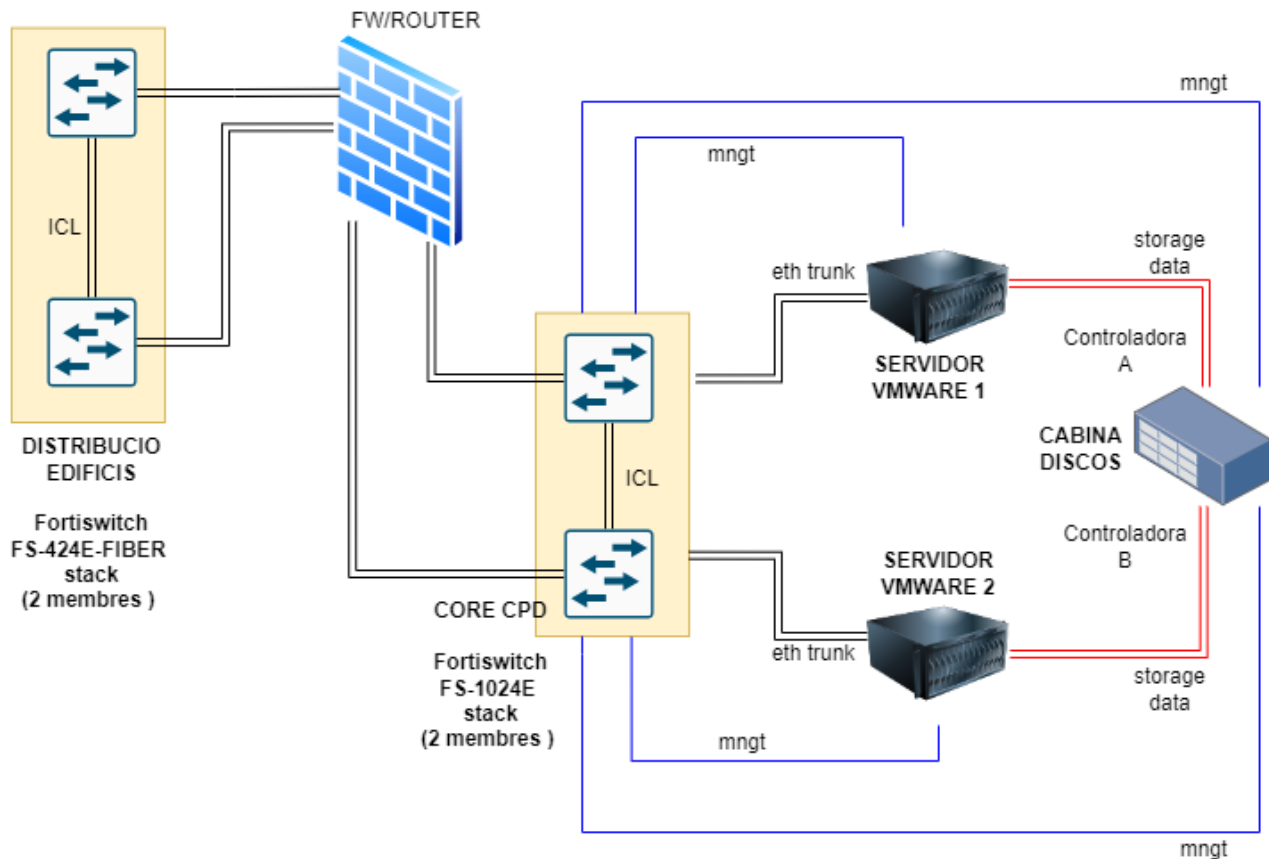 FW/ROUTER
mngt
mngt
ICL
storage
data
eth trunk
Controladora
A
SERVIDOR
VMWARE 1
CABINA
DISCOS
DISTRIBUCIO
EDIFICIS
ICL
Fortiswitch
FS-424E-FIBER
stack
(2 membres )
Controladora
B
SERVIDOR
VMWARE 2
CORE CPD
eth trunk
Fortiswitch
FS-1024E
stack
(2 membres )
storage
data
mngt
mngt